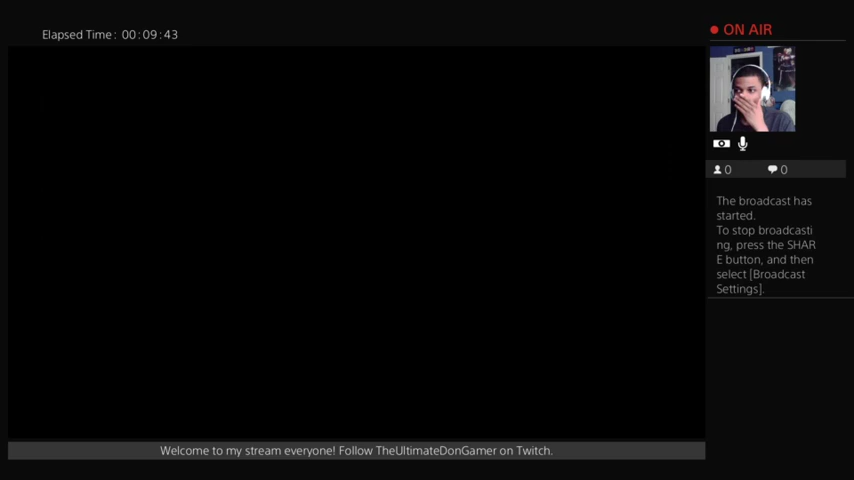 Elapsed Time: 00:09:43
ON AIR
0 0
The broadcast has
started.
To stop broadcasti
ng, press the SHAR
E button, and then
select [Broadcast
Settings].
Welcome to my stream everyone! Follow TheUltimateDonGamer on Twitch.